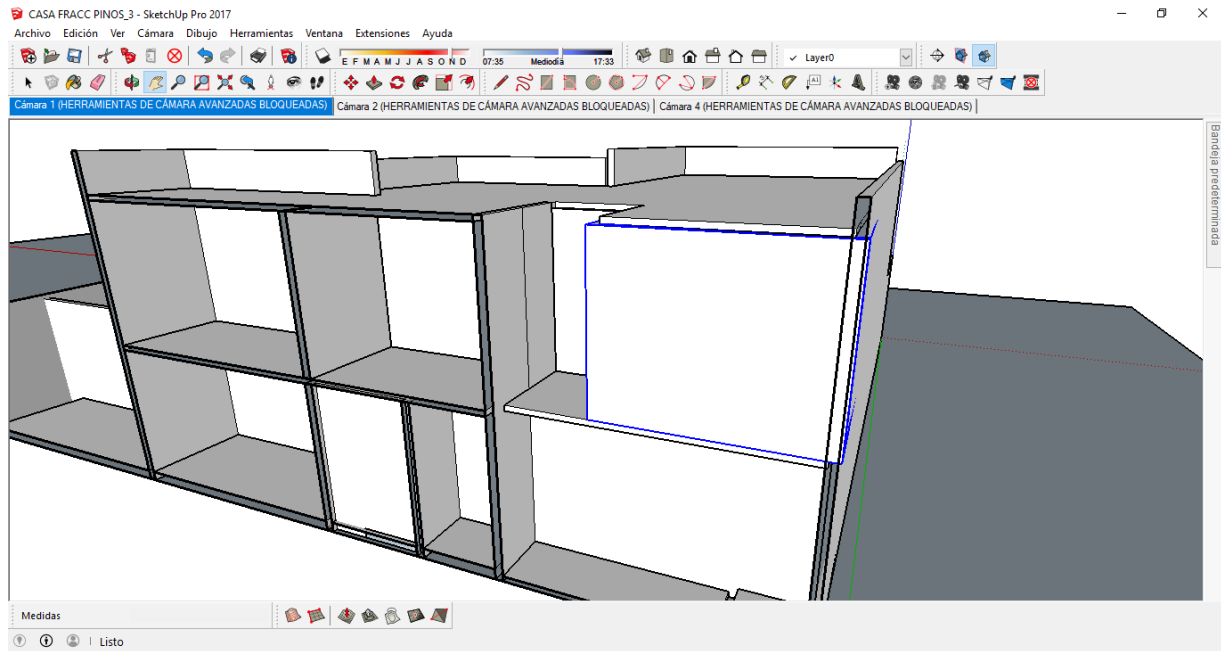 CASA FRACC PINOS_3 - SketchUp Pro 2017
Archivo Edición Ver Cámara Dibujo Herramientas Ventana Extensiones Ayuda
E F M A M J J A S O N D 07:35 Mediodía 17:33 Layer0
Cámara 1 (HERRAMIENTAS DE CÁMARA AVANZADAS BLOQUEADAS) Cámara 2 (HERRAMIENTAS DE CÁMARA AVANZADAS BLOQUEADAS) Cámara 4 (HERRAMIENTAS DE CÁMARA AVANZADAS BLOQUEADAS)
Bandeja predeterminada
Medidas
Listo